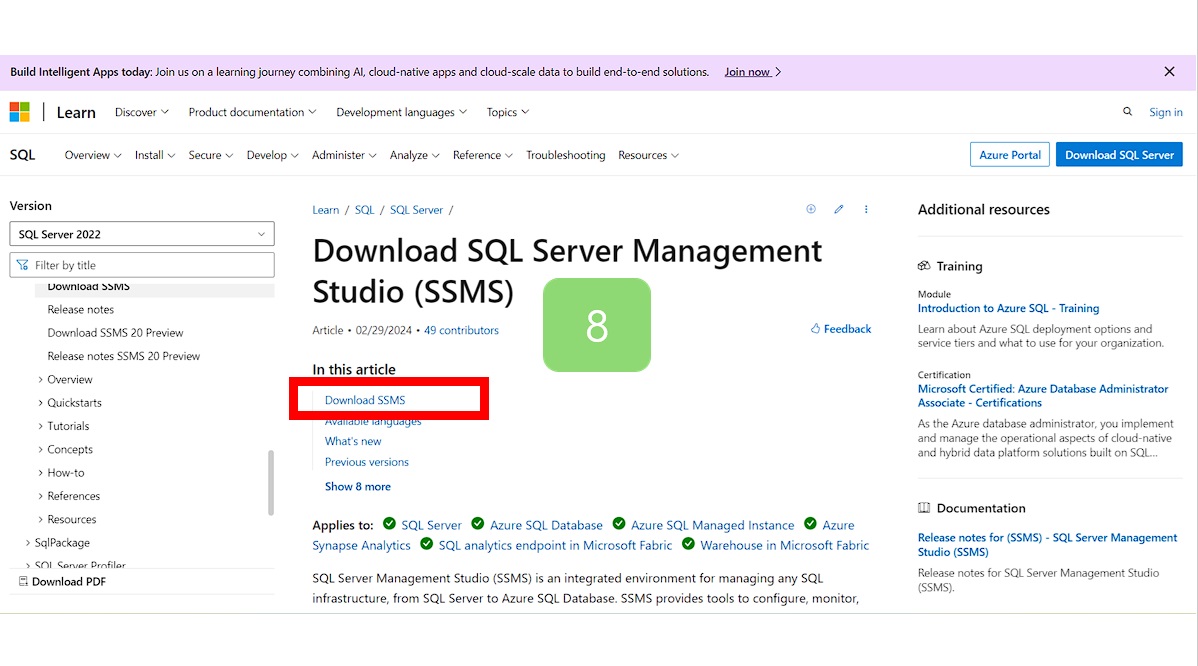 Build Intelligent Apps today: Join us on a learning journey combining AI, cloud-native apps and cloud-scale data to build end-to-end solutions. Join now
Learn Discover Product documentation Development languages Topics Sign in
SQL Overview Install Secure Develop Administer Analyze Reference Troubleshooting Resources Azure Portal Download SQL Server
Version
SQL Server 2022
Filter by title
Download SSMS
Release notes
Download SSMS 20 Preview
Release notes SSMS 20 Preview
Overview
Quickstarts
Tutorials
Concepts
How-to
References
Resources
SqlPackage
SQL Server Profiler
Download PDF
Learn / SQL / SQL Server /
Download SQL Server Management
Studio (SSMS)
8
Article • 02/29/2024 • 49 contributors
Feedback
In this article
Download SSMS
Available languages
What's new
Previous versions
Show 8 more
Applies to: SQL Server Azure SQL Database Azure SQL Managed Instance Azure
Synapse Analytics SQL analytics endpoint in Microsoft Fabric Warehouse in Microsoft Fabric
SQL Server Management Studio (SSMS) is an integrated environment for managing any SQL
infrastructure, from SQL Server to Azure SQL Database. SSMS provides tools to configure, monitor,
Additional resources
Training
Module
Introduction to Azure SQL - Training
Learn about Azure SQL deployment options and
service tiers and what to use for your organization.
Certification
Microsoft Certified: Azure Database Administrator
Associate - Certifications
As the Azure database administrator, you implement
and manage the operational aspects of cloud-native
and hybrid data platform solutions built on SQL...
Documentation
Release notes for (SSMS) - SQL Server Management
Studio (SSMS)
Release notes for SQL Server Management Studio
(SSMS).